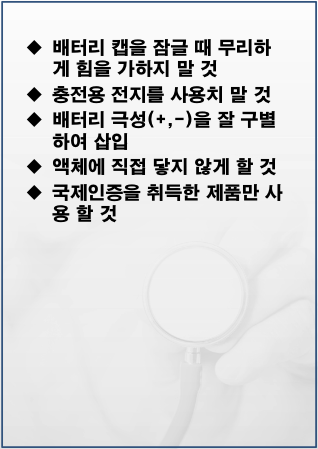 ◆ 배터리 캡을 잠글 때 무리하
게 힘을 가하지 말 것
◆ 충전용 전지를 사용치 말 것
◆ 배터리 극성(+,-)을 잘 구별
하여 삽입
◆ 액체에 직접 닿지 않게 할 것
◆ 국제인증을 취득한 제품만 사
용 할 것